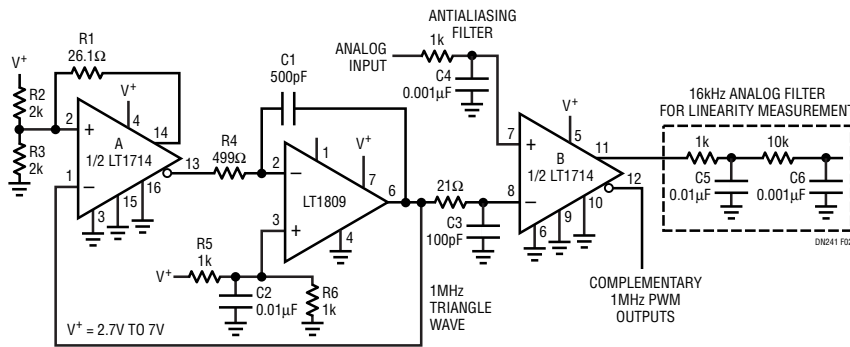 V+
R1
26.1Ω
R2
2k
R3
2k
2
+
1
−
A
1/2 LT1714
V+
4
14
13
3
15
16
R4
499Ω
C1
500pF
2
−
3
+
1
V+
7
LT1809
6
4
V+
R5
1k
C2
0.01µF
R6
1k
V+ = 2.7V TO 7V
1MHz
TRIANGLE
WAVE
21Ω
C3
100pF
ANTIALIASING
FILTER
ANALOG
INPUT
1k
C4
0.001µF
7
+
8
−
V+
5
B
1/2 LT1714
11
12
6
9
10
COMPLEMENTARY
1MHz PWM
OUTPUTS
16kHz ANALOG FILTER
FOR LINEARITY MEASUREMENT
1k
10k
C5
0.01µF
C6
0.001µF
DN241 F02